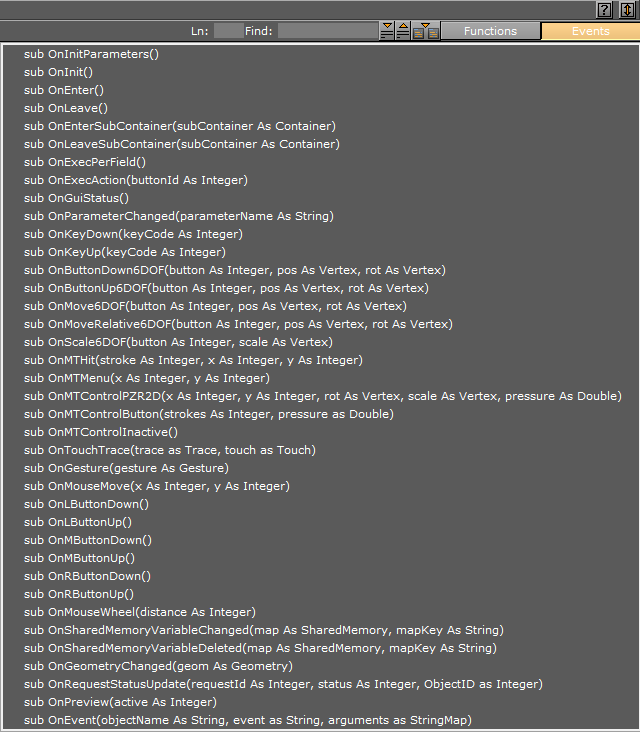 ?
Ln: Find: Functions Events
sub OnInitParameters()
sub OnInit()
sub OnEnter()
sub OnLeave()
sub OnEnterSubContainer(subContainer As Container)
sub OnLeaveSubContainer(subContainer As Container)
sub OnExecPerField()
sub OnExecAction(buttonId As Integer)
sub OnGuiStatus()
sub OnParameterChanged(parameterName As String)
sub OnKeyDown(keyCode As Integer)
sub OnKeyUp(keyCode As Integer)
sub OnButtonDown6DOF(button As Integer, pos As Vertex, rot As Vertex)
sub OnButtonUp6DOF(button As Integer, pos As Vertex, rot As Vertex)
sub OnMove6DOF(button As Integer, pos As Vertex, rot As Vertex)
sub OnMoveRelative6DOF(button As Integer, pos As Vertex, rot As Vertex)
sub OnScale6DOF(button As Integer, scale As Vertex)
sub OnMTHit(stroke As Integer, x As Integer, y As Integer)
sub OnMTMenu(x As Integer, y As Integer)
sub OnMTControlPZR2D(x As Integer, y As Integer, rot As Vertex, scale As Vertex, pressure As Double)
sub OnMTControlButton(strokes As Integer, pressure as Double)
sub OnMTControlInactive()
sub OnTouchTrace(trace as Trace, touch as Touch)
sub OnGesture(gesture As Gesture)
sub OnMouseMove(x As Integer, y As Integer)
sub OnLButtonDown()
sub OnLButtonUp()
sub OnMButtonDown()
sub OnMButtonUp()
sub OnRButtonDown()
sub OnRButtonUp()
sub OnMouseWheel(distance As Integer)
sub OnSharedMemoryVariableChanged(map As SharedMemory, mapKey As String)
sub OnSharedMemoryVariableDeleted(map As SharedMemory, mapKey As String)
sub OnGeometryChanged(geom As Geometry)
sub OnRequestStatusUpdate(requestId As Integer, status As Integer, ObjectID as Integer)
sub OnPreview(active As Integer)
sub OnEvent(objectName As String, event as String, arguments as StringMap)